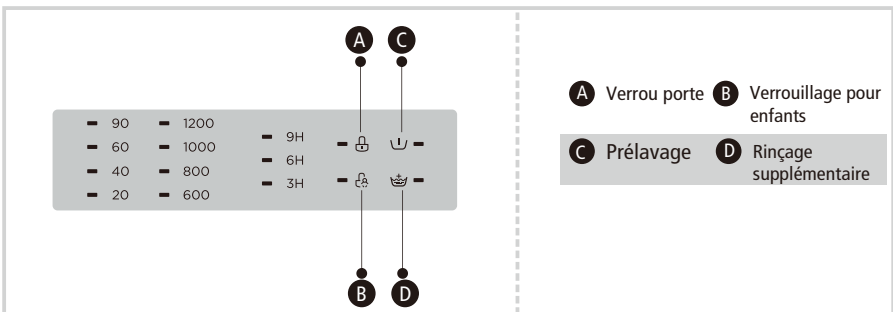 A C
90 1200
60 1000 9H
40 800 6H
20 600 3H
B D
A Verrou porte B Verrouillage pour
enfants
C Prélavage D Rinçage
supplémentaire